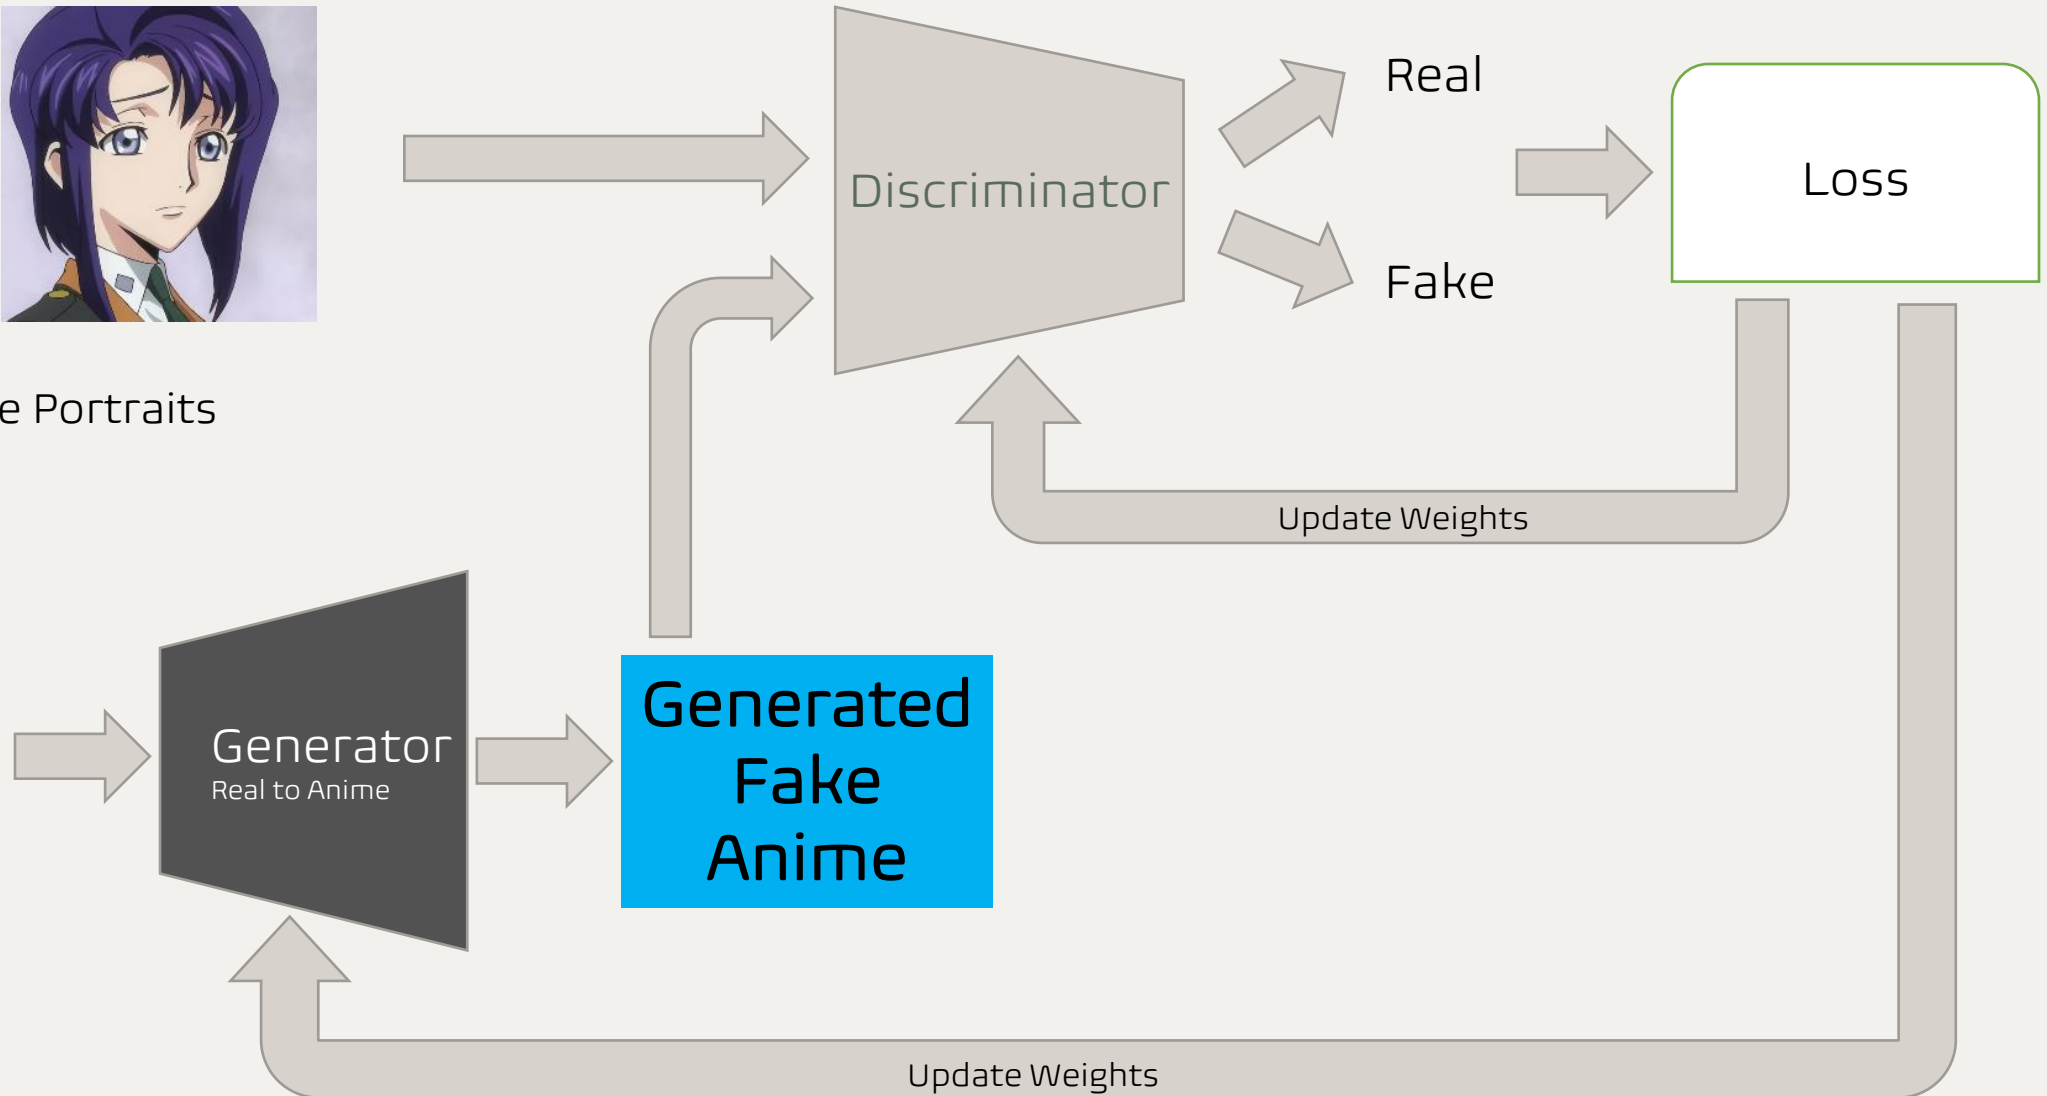 Real
Discriminator
Loss
Fake
e Portraits
Update Weights
Generated
Fake
Anime
Generator
Real to Anime
Update Weights